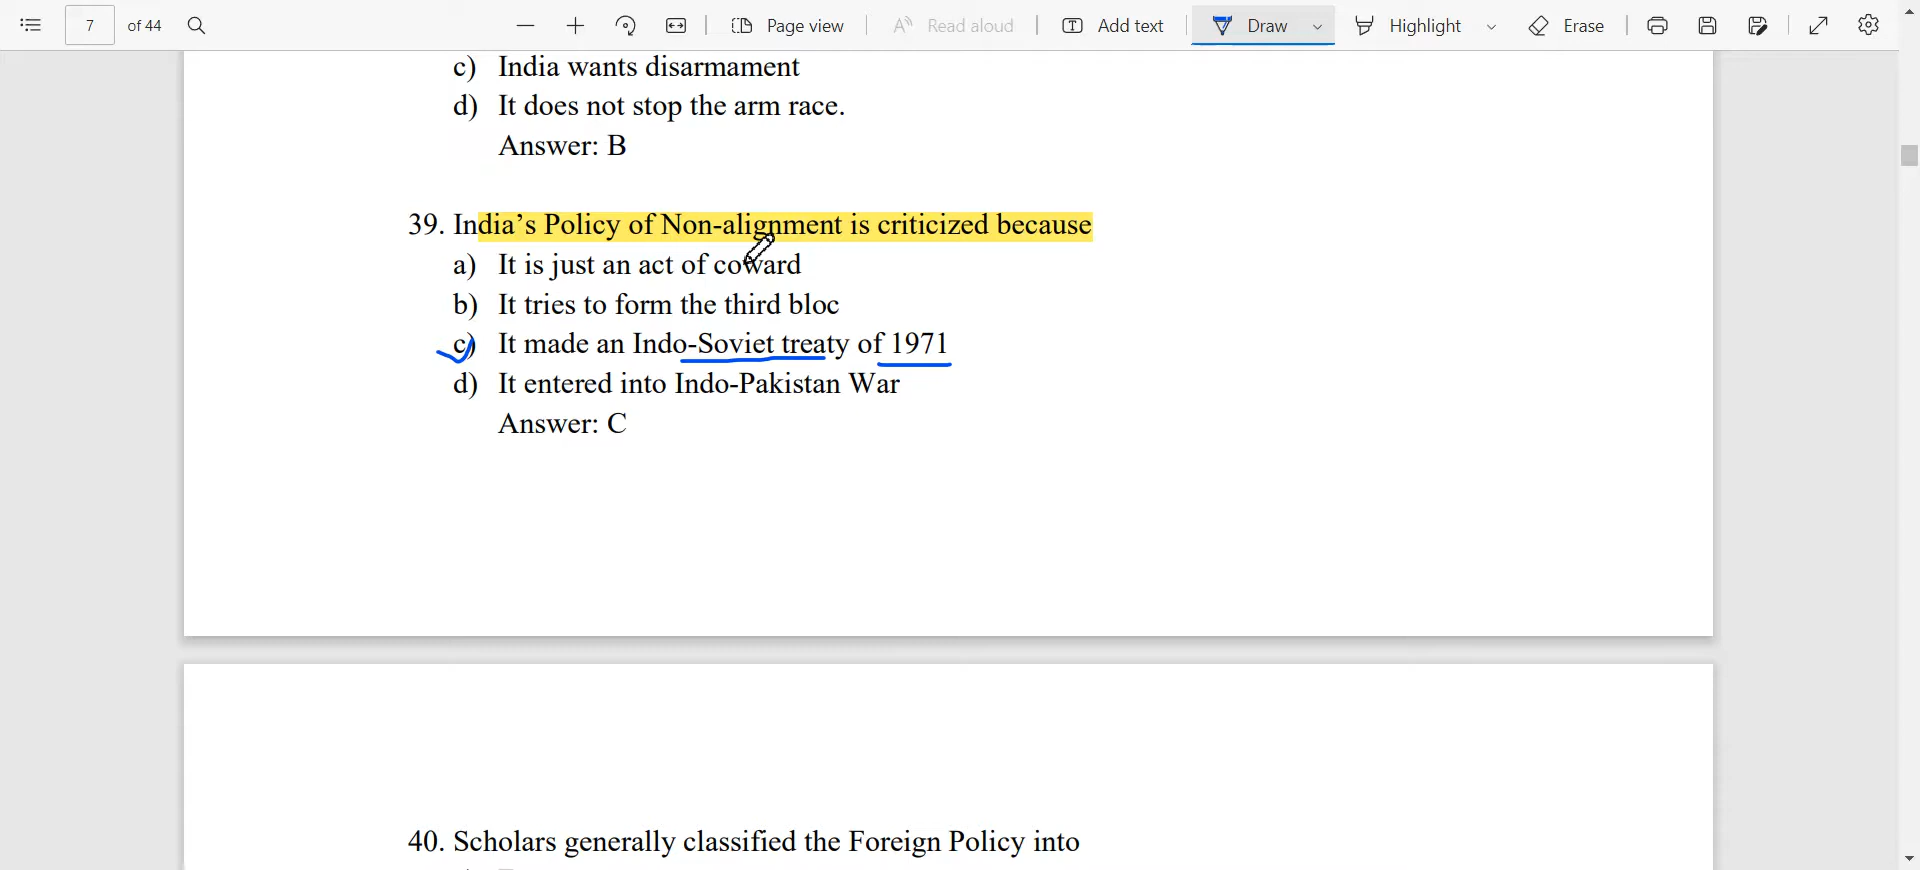 7 of 44 Page view Read aloud Add text Draw Highlight Erase
c) India wants disarmament
d) It does not stop the arm race.
Answer: B
39. India’s Policy of Non-alignment is criticized because
a) It is just an act of coward
b) It tries to form the third bloc
c) It made an Indo-Soviet treaty of 1971
d) It entered into Indo-Pakistan War
Answer: C
40. Scholars generally classified the Foreign Policy into